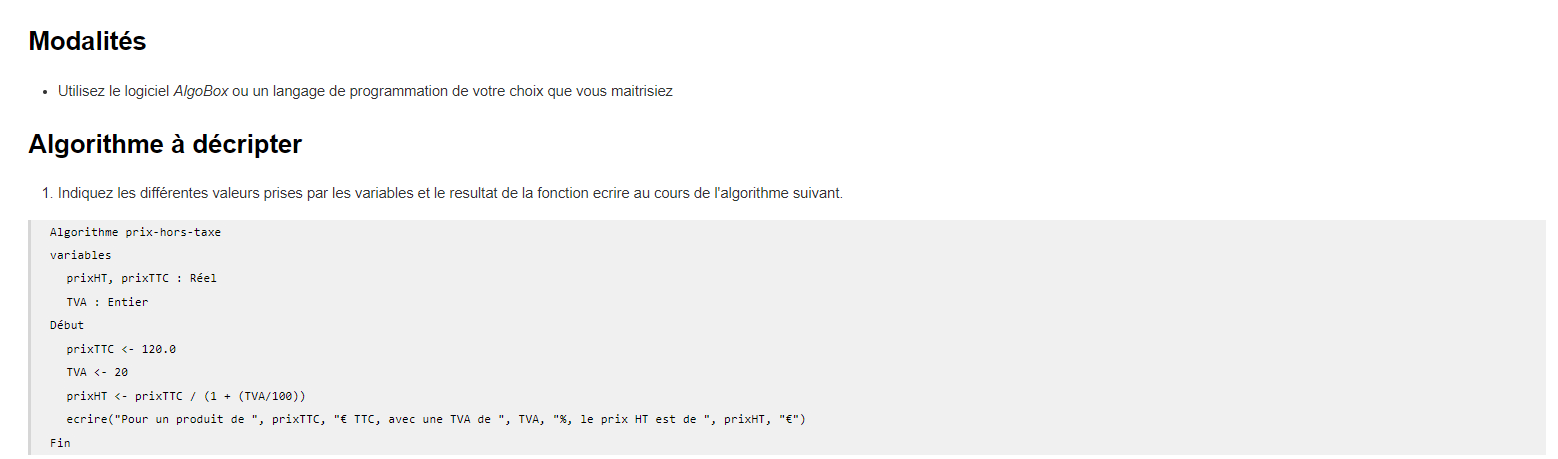 Modalités
• Utilisez le logiciel AlgoBox ou un langage de programmation de votre choix que vous maitrisiez
Algorithme à décripter
1. Indiquez les différentes valeurs prises par les variables et le resultat de la fonction ecrire au cours de l'algorithme suivant.
Algorithme prix-hors-taxe
variables
prixHT, prixTTC : Réel
TVA : Entier
Début
prixTTC <- 120.0
TVA <- 20
prixHT <- prixTTC / (1 + (TVA/100))
ecrire("Pour un produit de ", prixTTC, "€ TTC, avec une TVA de ", TVA, "%, le prix HT est de ", prixHT, "€")
Fin